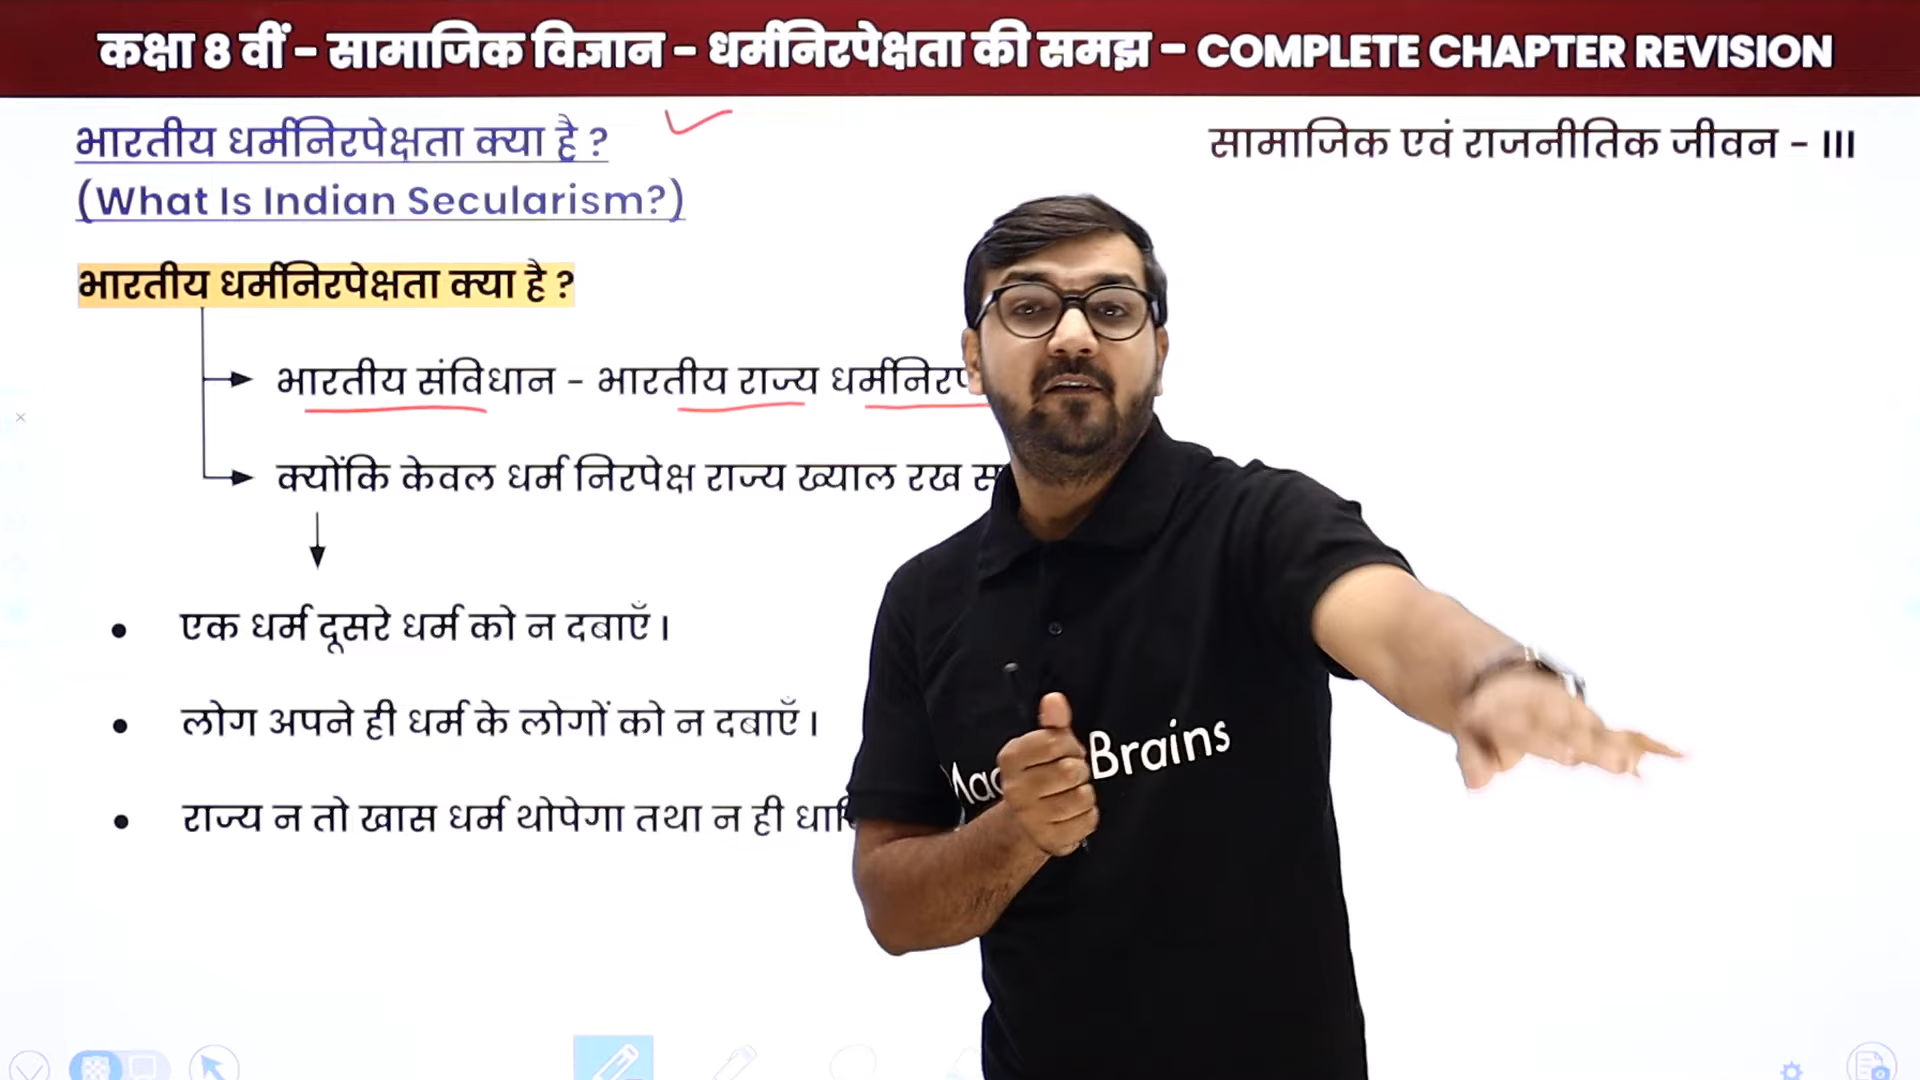 कक्षा 8 वीं - सामाजिक विज्ञान - धर्मनिरपेक्षता की समझ - COMPLETE CHAPTER REVISION
भारतीय धर्मनिरपेक्षता क्या है ?
(What Is Indian Secularism?)
सामाजिक एवं राजनीतिक जीवन - III
भारतीय धर्मनिरपेक्षता क्या है ?
भारतीय संविधान - भारतीय राज्य
क्योंकि केवल धर्म निरपेक्ष राज्य ख्याल रख
एक धर्म दूसरे धर्म को न दबाएँ ।
लोग अपने ही धर्म के लोगों को न दबाएँ ।
राज्य न तो खास धर्म थोपेगा तथा न ही
Brains